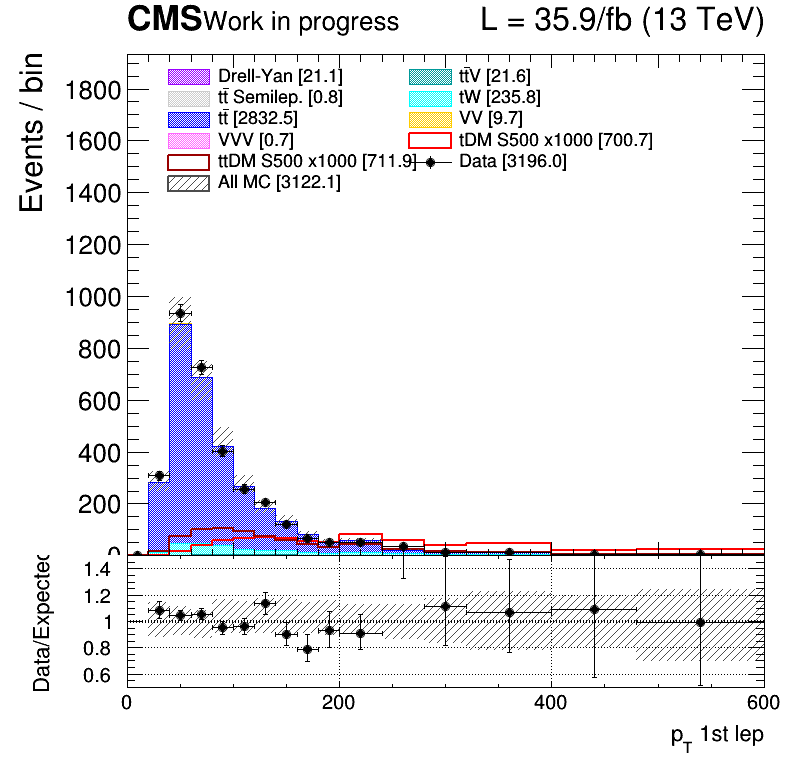 CMS Work in progress L = 35.9/fb (13 TeV)
Events / bin
Drell-Yan [21.1] tt̄V [21.6]
tt̄ Semilep. [0.8] tW [235.8]
tt̄ [2832.5] VV [9.7]
VVV [0.7] tDM S500 x1000 [700.7]
ttDM S500 x1000 [711.9] Data [3196.0]
All MC [3122.1]
1800
1600
1400
1200
1000
800
600
400
200
0
Data/Expected
1.4
1.2
1
0.8
0.6
0 200 400 600
p_T 1st lep